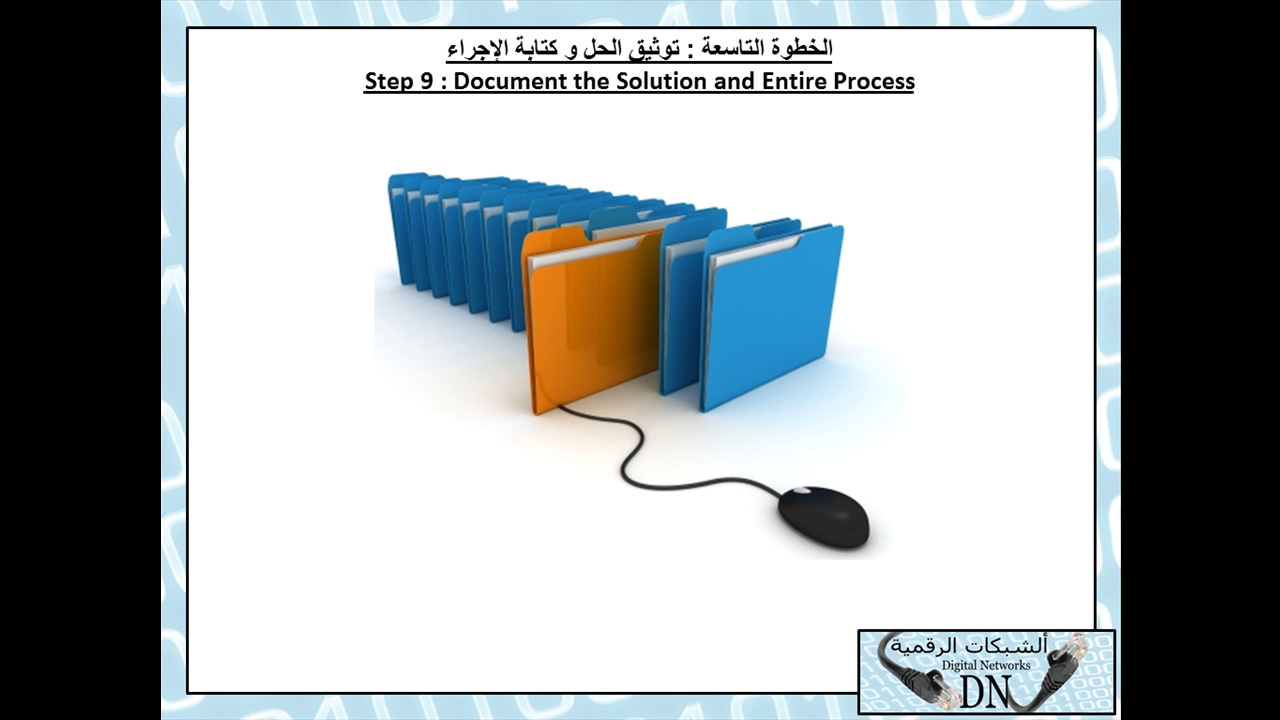 الخطوة التاسعة : توثيق الحل و كتابة الإجراء
Step 9 : Document the Solution and Entire Process
ألشبكات الرقمية
Digital Networks
DN